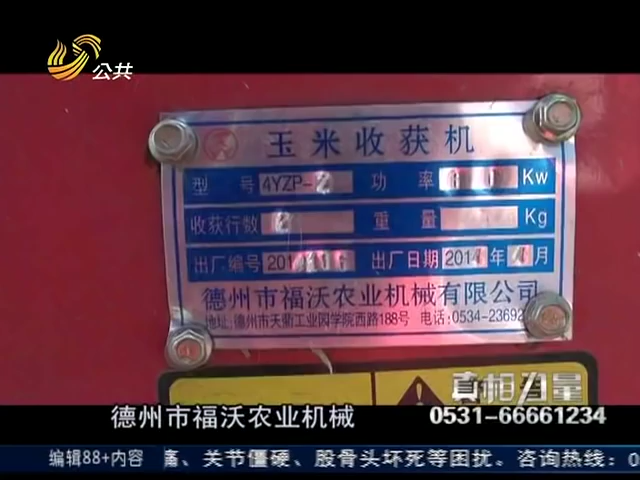 公共
玉米收获机
型号 4YZP-2 功率 Kw
收获行数 2 重量 Kg
出厂编号 201 出厂日期 2014 年 月
德州市福沃农业机械有限公司
地址:德州市天衢工业园学院西路188号 电话:0534-23692
真相力量
德州市福沃农业机械
0531-66661234
编辑88+内容 、关节僵硬、股骨头坏死等困扰。咨询热线:0